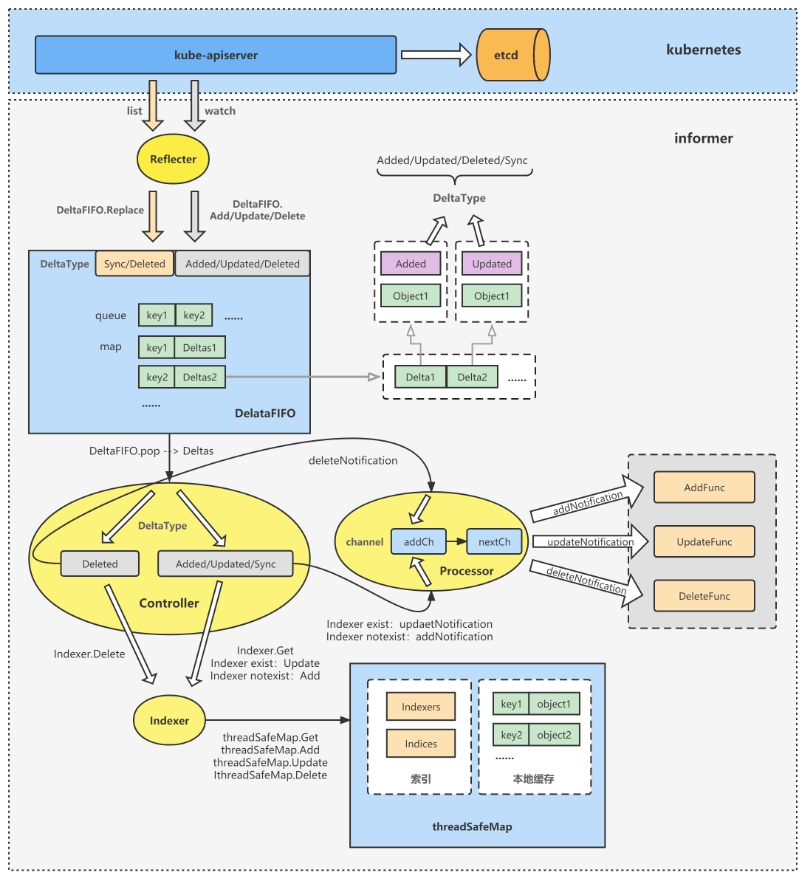 kube-apiserver
etcd
kubernetes
list
watch
informer
Reflecter
Added/Updated/Deleted/Sync
DeltaType
DeltaFIFO.Replace
DeltaFIFO.
Add/Update/Delete
DeltaType
Sync/Deleted
Added/Updated/Deleted
Added
Updated
Object1
Object1
queue
key1
key2
......
map
key1
Deltas1
key2
Deltas2
......
DelataFIFO
Delta1
Delta2
......
DeltaFIFO.pop --> Deltas
deleteNotification
DeltaType
Deleted
Added/Updated/Sync
Controller
channel
addCh
nextCh
Processor
addNotification
updateNotification
deleteNotification
AddFunc
UpdateFunc
DeleteFunc
Indexer exist：updaetNotification
Indexer notexist：addNotification
Indexer.Delete
Indexer.Get
Indexer exist：Update
Indexer notexist：Add
Indexer
threadSafeMap.Get
threadSafeMap.Add
threadSafeMap.Update
lthreadSafeMap.Delete
Indexers
Indices
索引
key1
object1
key2
object2
......
本地缓存
threadSafeMap